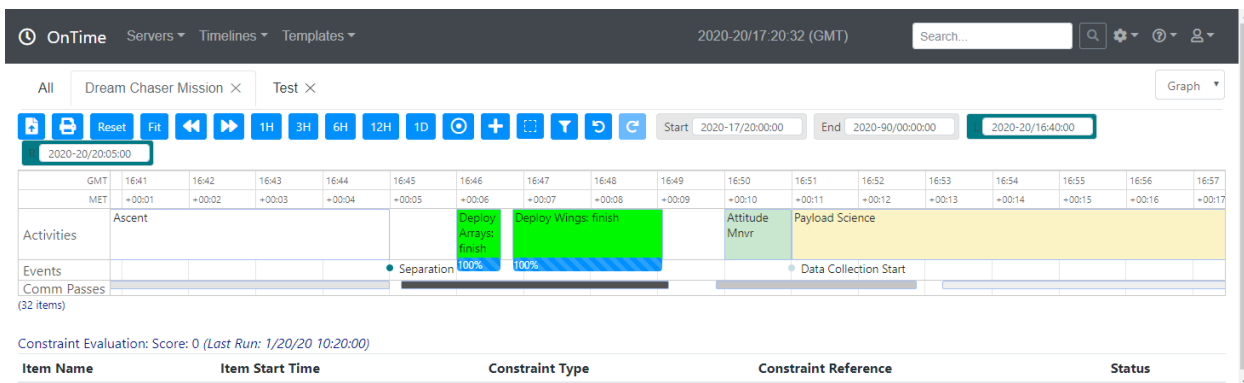 OnTime Servers Timelines Templates 2020-20/17:20:32 (GMT) Search...
All Dream Chaser Mission × Test × Graph
Reset Fit 1H 3H 6H 12H 1D Start 2020-17/20:00:00 End 2020-90/00:00:00 2020-20/16:40:00
2020-20/20:05:00
GMT 16:41 16:42 16:43 16:44 16:45 16:46 16:47 16:48 16:49 16:50 16:51 16:52 16:53 16:54 16:55 16:56 16:57
MET +00:01 +00:02 +00:03 +00:04 +00:05 +00:06 +00:07 +00:08 +00:09 +00:10 +00:11 +00:12 +00:13 +00:14 +00:15 +00:16 +00:17
Ascent Deploy Deploy Wings: finish Attitude Payload Science
Activities Arrays: Mnvr
finish
100% 100%
Events Separation Data Collection Start
Comm Passes
(32 items)
Constraint Evaluation: Score: 0 (Last Run: 1/20/20 10:20:00)
Item Name Item Start Time Constraint Type Constraint Reference Status